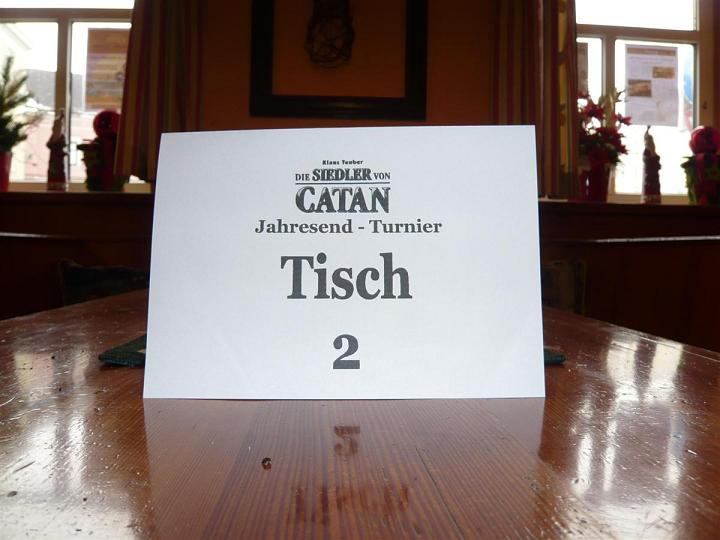 Klaus Teuber
DIE SIEDLER VON
CATAN
Jahresend - Turnier
Tisch
2